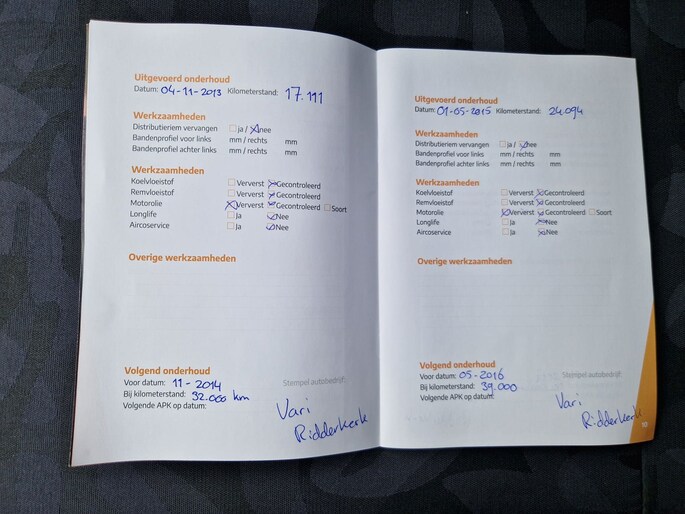 Uitgevoerd onderhoud
Datum: 04-11-2013 Kilometerstand: 17.111
Werkzaamheden
Distributieriem vervangen ja / nee
Bandenprofiel voor links mm / rechts mm
Bandenprofiel achter links mm / rechts mm
Werkzaamheden
Koelvloeistof Ververst Gecontroleerd
Remvloeistof Ververst Gecontroleerd
Motorolie Ververst Gecontroleerd Soort
Longlife Ja Nee
Aircoservice Ja Nee
Overige werkzaamheden
Volgend onderhoud
Voor datum: 11-2014 Stempel autobedrijf:
Bij kilometerstand: 32.000 km
Volgende APK op datum:
Vari
Ridderkerk
Uitgevoerd onderhoud
Datum: 01-05-2015 Kilometerstand: 24.094
Werkzaamheden
Distributieriem vervangen ja / nee
Bandenprofiel voor links mm / rechts mm
Bandenprofiel achter links mm / rechts mm
Werkzaamheden
Koelvloeistof Ververst Gecontroleerd
Remvloeistof Ververst Gecontroleerd
Motorolie Ververst Gecontroleerd Soort
Longlife Ja Nee
Aircoservice Ja Nee
Overige werkzaamheden
Volgend onderhoud
Voor datum: 05-2016 Stempel autobedrijf:
Bij kilometerstand: 39.000
Volgende APK op datum:
Vari
Ridderkerk